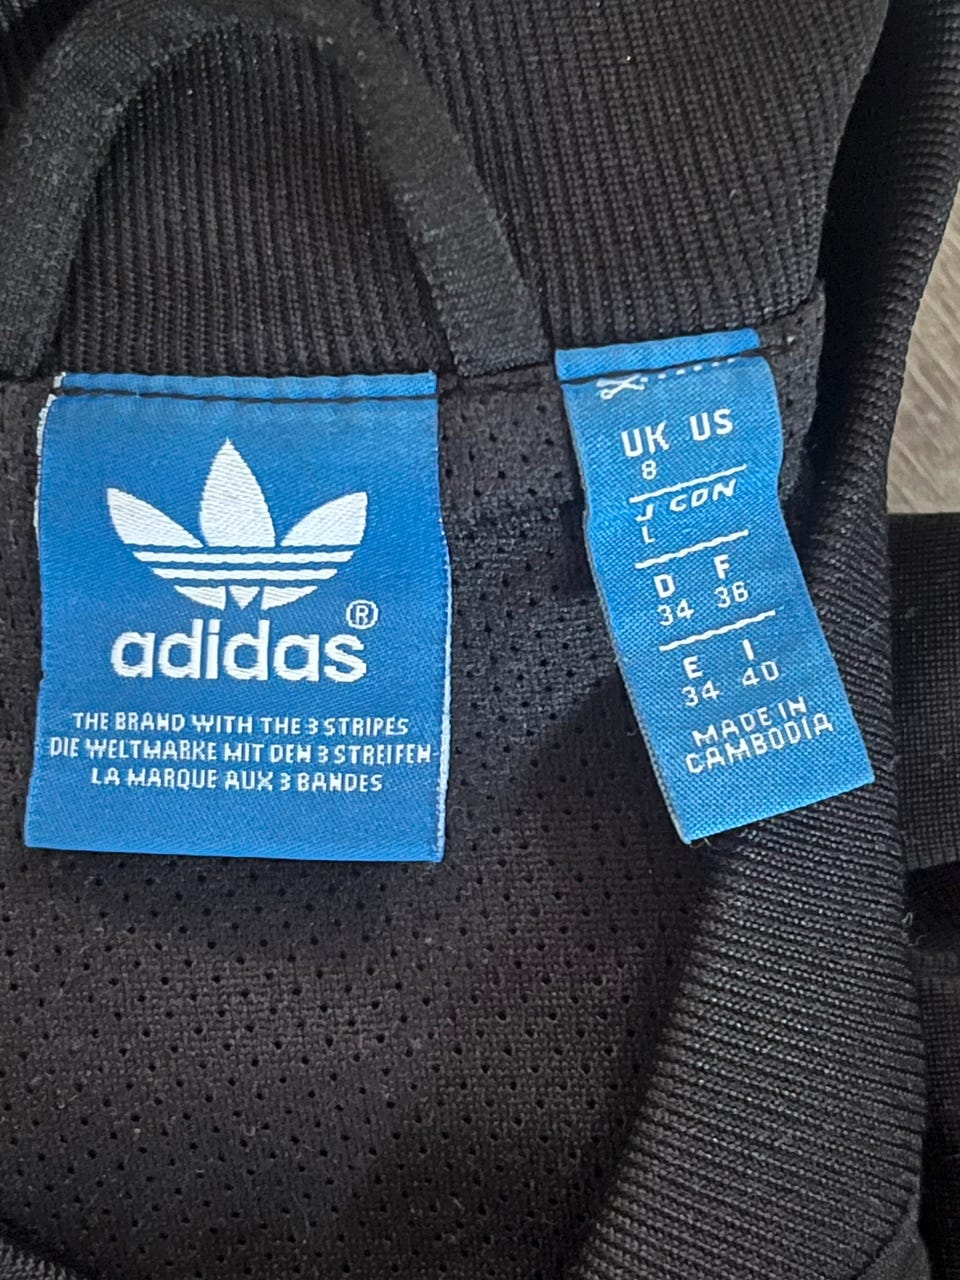 adidas®
THE BRAND WITH THE 3 STRIPES
DIE WELTMARKE MIT DEN 3 STREIFEN
LA MARQUE AUX 3 BANDES
UK US
8
J CDN
L
D F
34 36
E I
34 40
MADE IN
CAMBODIA